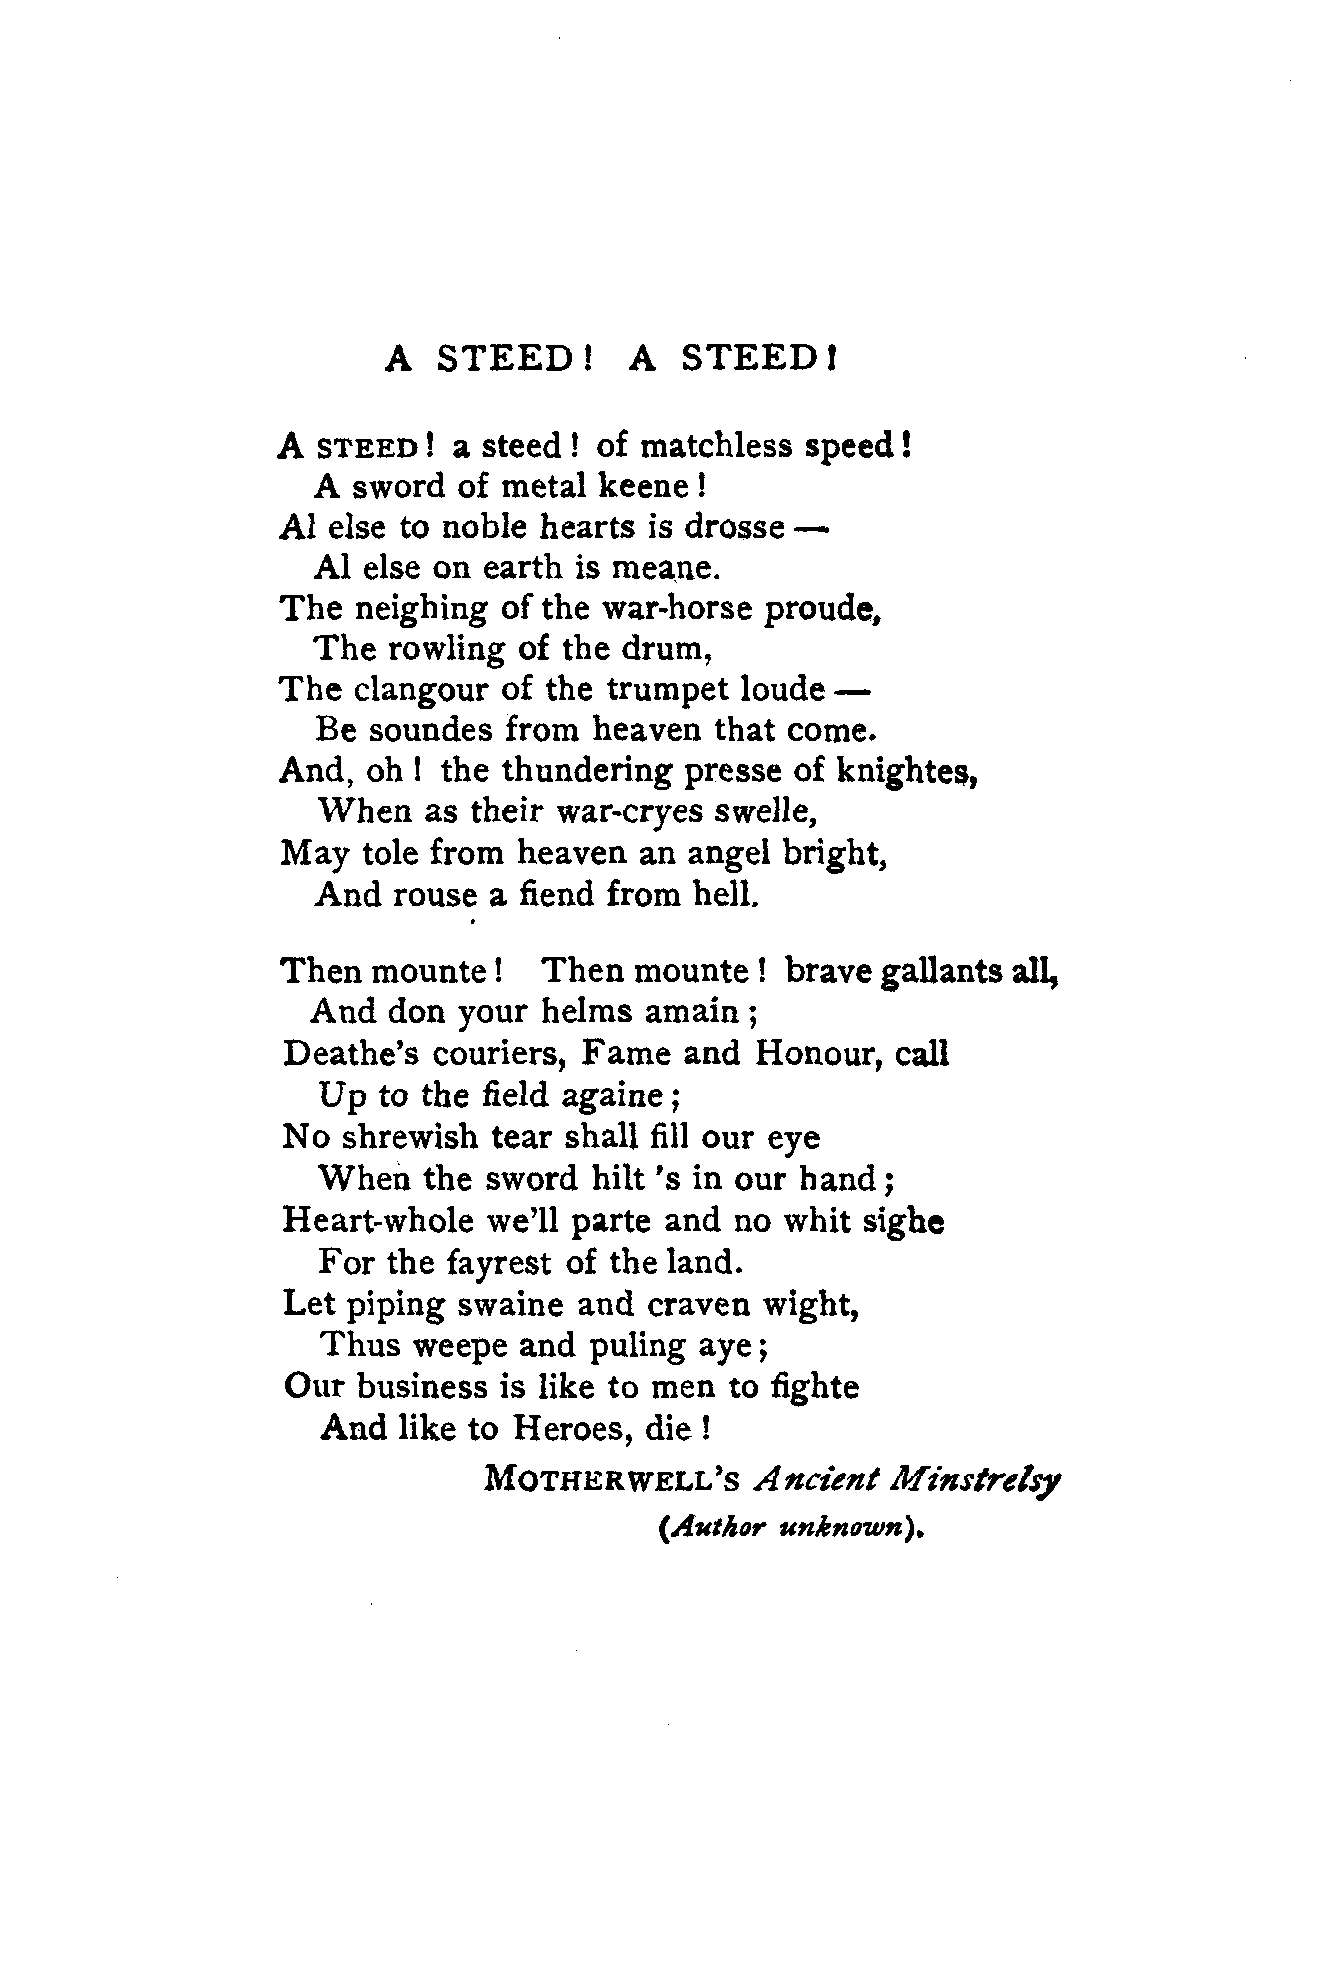 A STEED! A STEED!
A STEED! a steed! of matchless speed!
A sword of metal keene!
Al else to noble hearts is drosse —
Al else on earth is meane.
The neighing of the war-horse proude,
The rowling of the drum,
The clangour of the trumpet loude —
Be soundes from heaven that come.
And, oh! the thundering presse of knightes,
When as their war-cryes swelle,
May tole from heaven an angel bright,
And rouse a fiend from hell.
Then mounte! Then mounte! brave gallants all,
And don your helms amain;
Deathe's couriers, Fame and Honour, call
Up to the field againe;
No shrewish tear shall fill our eye
When the sword hilt 's in our hand;
Heart-whole we'll parte and no whit sighe
For the fayrest of the land.
Let piping swaine and craven wight,
Thus weepe and puling aye;
Our business is like to men to fighte
And like to Heroes, die!
MOTHERWELL'S Ancient Minstrelsy
(Author unknown).